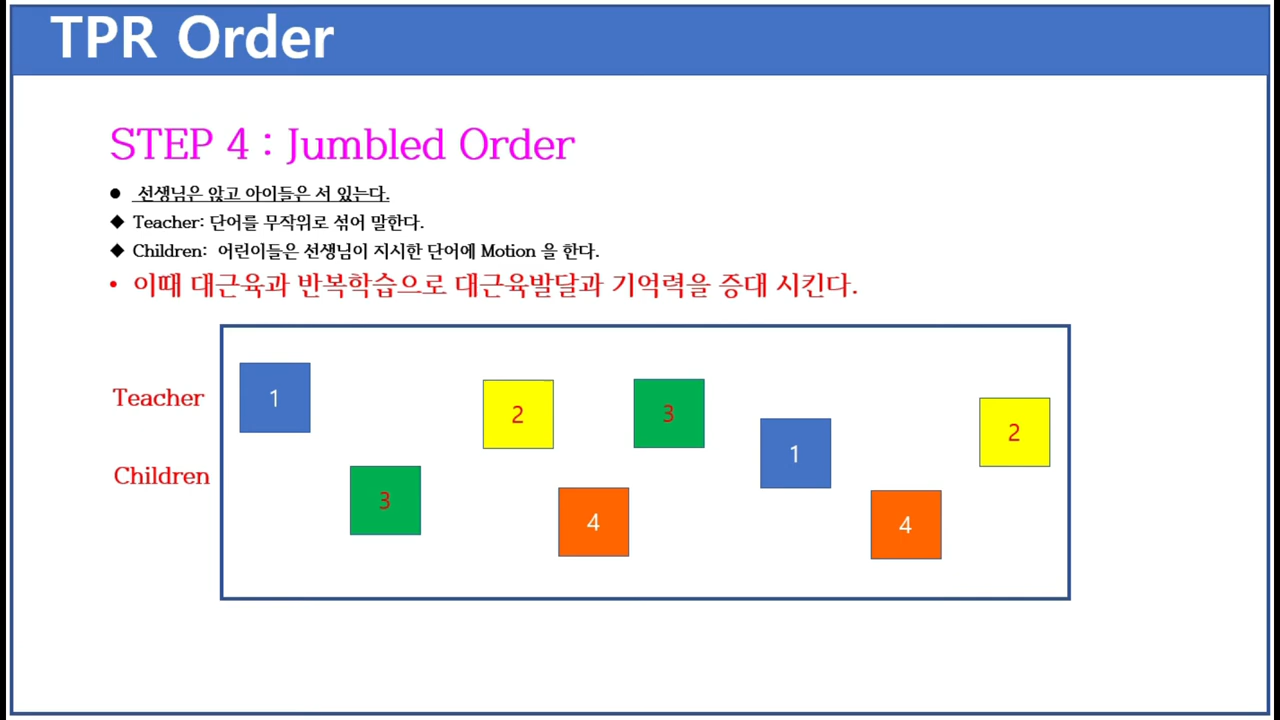 TPR Order
STEP 4 : Jumbled Order
● 선생님은 앉고 아이들은 서 있는다.
◆ Teacher: 단어를 무작위로 섞어 말한다.
◆ Children: 어린이들은 선생님이 지시한 단어에 Motion 을 한다.
• 이때 대근육과 반복학습으로 대근육발달과 기억력을 증대 시킨다.
Teacher
Children
1
3
2
4
3
1
4
2